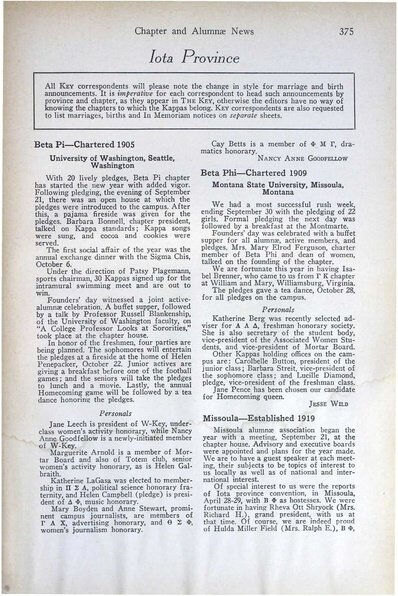 Chapter and Alumnæ News 375
Iota Province
All KEY correspondents will please note the change in style for marriage and birth
announcements. It is imperative for each correspondent to head such announcements by
province and chapter, as they appear in THE KEY, otherwise the editors have no way of
knowing the chapters to which the Kappas belong. KEY correspondents are also requested
to list marriages, births and In Memoriam notices on separate sheets.
Beta Pi—Chartered 1905
University of Washington, Seattle,
Washington
With 20 lively pledges, Beta Pi chapter
has started the new year with added vigor.
Following pledging, the evening of September
21, there was an open house at which the
pledges were introduced to the campus. After
this, a pajama fireside was given for the
pledges. Barbara Bonnell, chapter president,
talked on Kappa standards; Kappa songs
were sung, and cocoa and cookies were
served.
The first social affair of the year was the
annual exchange dinner with the Sigma Chis,
October 6.
Under the direction of Patsy Plagemann,
sports chairman, 30 Kappas signed up for the
intramural swimming meet and are out to
win.
Founders' day witnessed a joint active-
alumnæ celebration. A buffet supper, followed
by a talk by Professor Russell Blankenship,
of the University of Washington faculty, on
"A College Professor Looks at Sororities,"
took place at the chapter house.
In honor of the freshmen, four parties are
being planned. The sophomores will entertain
the pledges at a fireside at the home of Helen
Penepacker, October 22. Junior actives are
giving a breakfast before one of the football
games; and the seniors will take the pledges
to lunch and a movie. Lastly, the annual
Homecoming game will be followed by a tea
dance honoring the pledges.
Personals
Jane Leech is president of W-Key, under-
class women's activity honorary, while Nancy
Anne Goodfellow is a newly-initiated member
of W-Key.
Marguerite Arnold is a member of Mor-
tar Board and also of Totem club, senior
women's activity honorary, as is Helen Gal-
braith.
Katherine LaGasa was elected to member-
ship in Π Σ Α, political science honorary fra-
ternity, and Helen Campbell (pledge) is presi-
dent of Δ Φ, music honorary.
Mary Boyden and Anne Stewart, promi-
nent campus journalists, are members of
Γ Α Χ, advertising honorary, and Θ Σ Φ,
women's journalism honorary.
Cay Betts is a member of Φ Μ Γ, dra-
matics honorary.
NANCY ANNE GOODFELLOW
Beta Phi—Chartered 1909
Montana State University, Missoula,
Montana
We had a most successful rush week,
ending September 30 with the pledging of 22
girls. Formal pledging the next day was
followed by a breakfast at the Montmarte.
Founders' day was celebrated with a buffet
supper for all alumnæ, active members, and
pledges. Mrs. Mary Elrod Ferguson, charter
member of Beta Phi and dean of women,
talked on the founding of the chapter.
We are fortunate this year in having Isa-
bel Brenner, who came to us from Γ Κ chapter
at William and Mary, Williamsburg, Virginia.
The pledges gave a tea dance, October 28,
for all pledges on the campus.
Personals
Katherine Berg was recently selected ad-
viser for Α Λ Δ, freshman honorary society.
She is also secretary of the student body,
vice-president of the Associated Women Stu-
dents, and vice-president of Mortar Board.
Other Kappas holding offices on the cam-
pus are: Carolbelle Button, president of the
junior class; Barbara Streit, vice-president of
the sophomore class; and Lucille Diamond,
pledge, vice-president of the freshman class.
Jane Pence has been chosen our candidate
for Homecoming queen.
JESSE WILD
Missoula—Established 1919
Missoula alumnæ association began the
year with a meeting, September 21, at the
chapter house. Advisory and executive boards
were appointed and plans for the year made.
We are to have a guest speaker at each meet-
ing, their subjects to be topics of interest to
us locally as well as of national and inter-
national interest.
Of special interest to us were the reports
of Iota province convention, in Missoula,
April 28-29, with Β Φ as hostesses. We were
fortunate in having Rheva Ott Shryock (Mrs.
Richard H.), grand president, with us at
that time. Of course, we are indeed proud
of Hulda Miller Field (Mrs. Ralph E.), Β Φ,